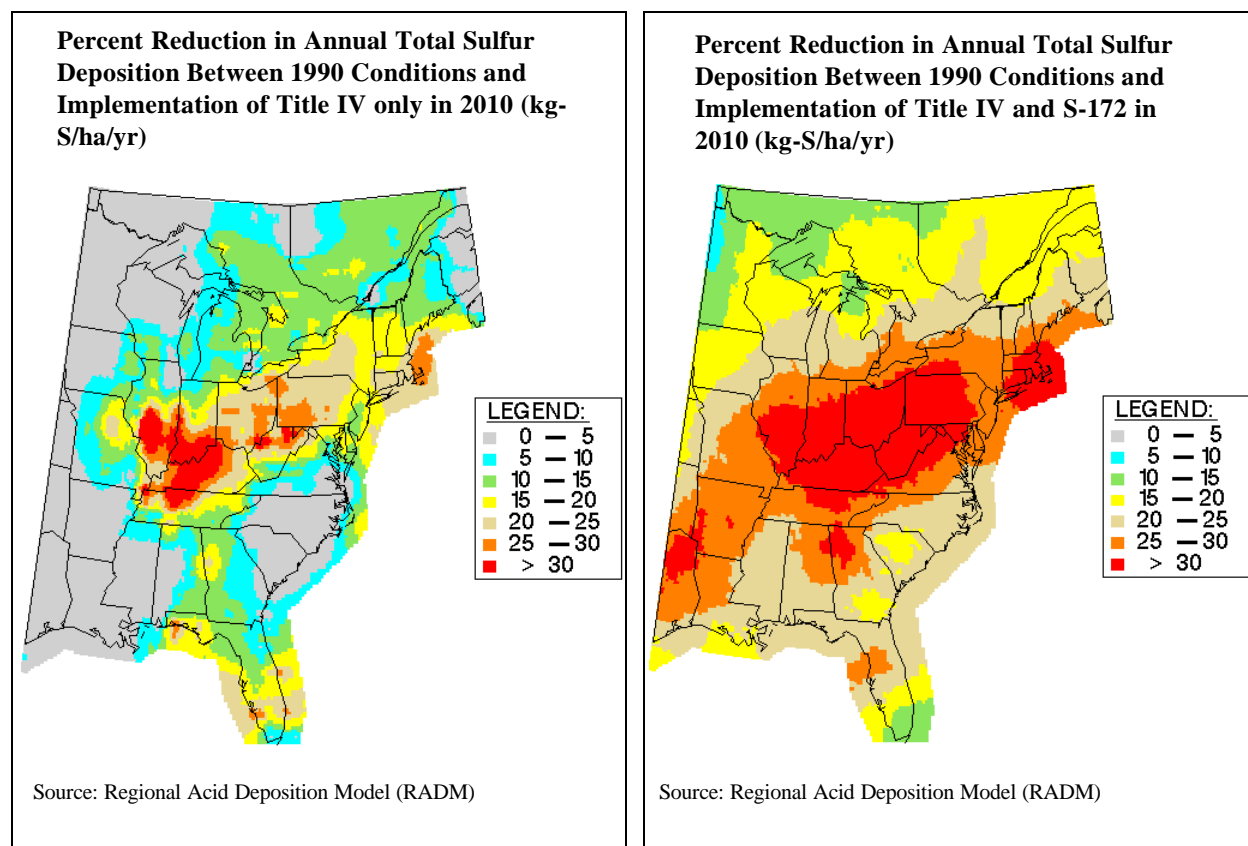 Percent Reduction in Annual Total Sulfur
Deposition Between 1990 Conditions and
Implementation of Title IV only in 2010 (kg-
S/ha/yr)
LEGEND:
0 — 5
5 — 10
10 — 15
15 — 20
20 — 25
25 — 30
> 30
Source: Regional Acid Deposition Model (RADM)
Percent Reduction in Annual Total Sulfur
Deposition Between 1990 Conditions and
Implementation of Title IV and S-172 in
2010 (kg-S/ha/yr)
LEGEND:
0 — 5
5 — 10
10 — 15
15 — 20
20 — 25
25 — 30
> 30
Source: Regional Acid Deposition Model (RADM)